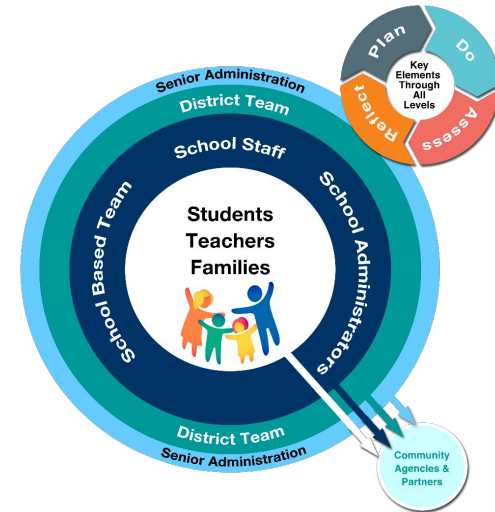 Plan
Do
Assess
Reflect
Key
Elements
Through
All
Levels
Senior Administration
District Team
School Staff
School Based Team
School Administrators
Students
Teachers
Families
District Team
Senior Administration
Community
Agencies &
Partners